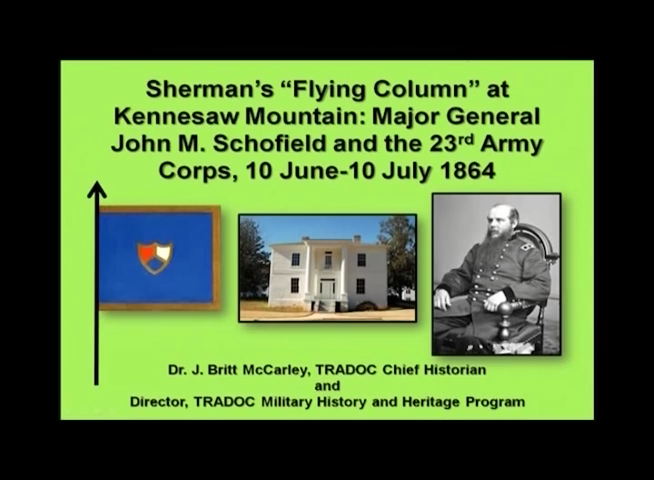 Sherman's “Flying Column” at
Kennesaw Mountain: Major General
John M. Schofield and the 23rd Army
Corps, 10 June-10 July 1864
Dr. J. Britt McCarley, TRADOC Chief Historian
and
Director, TRADOC Military History and Heritage Program